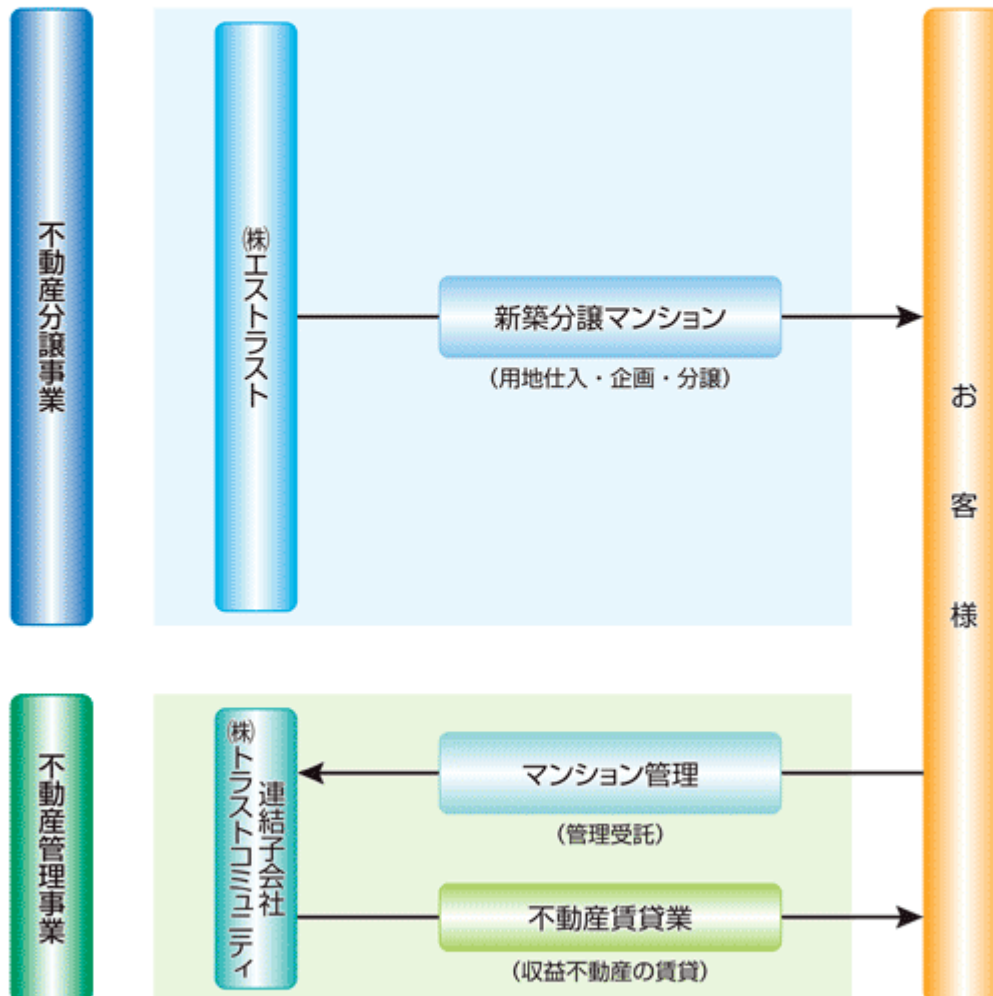 不動産分譲事業
㈱エストラスト
新築分譲マンション
（用地仕入・企画・分譲）
お客様
不動産管理事業
連結子会社
㈱トラストコミュニティ
マンション管理
（管理受託）
不動産賃貸業
（収益不動産の賃貸）